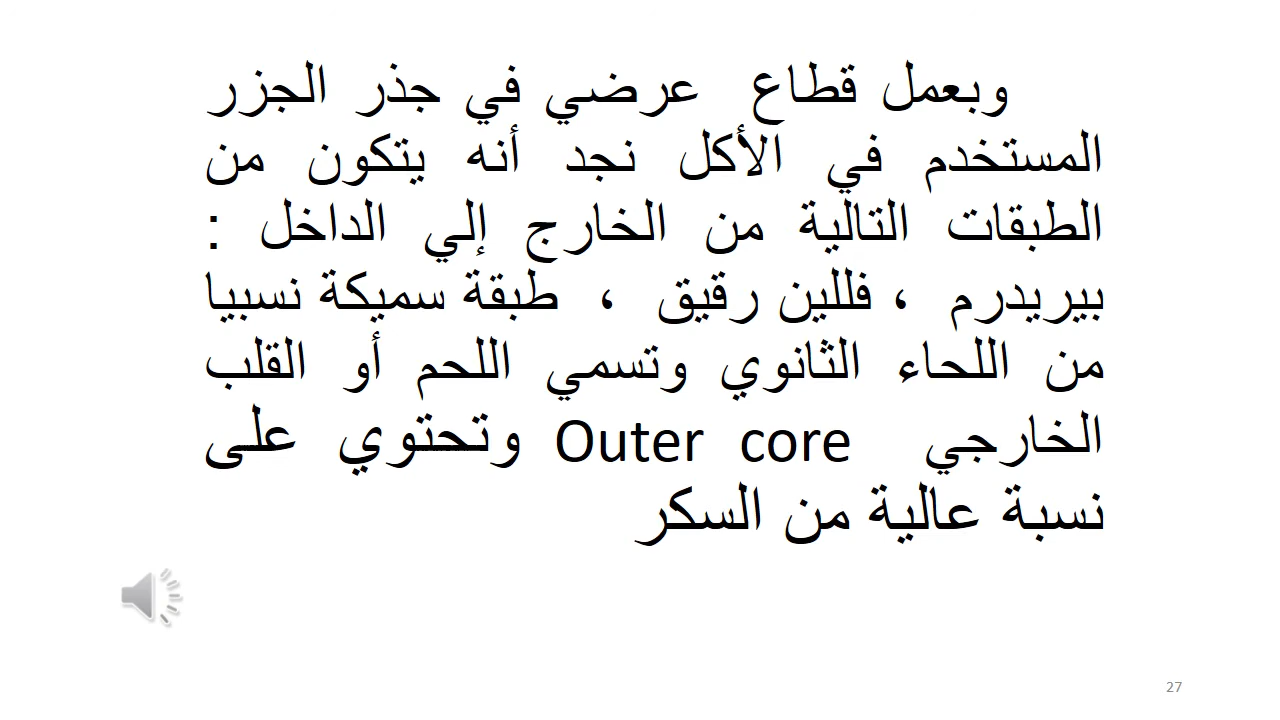 وبعمل قطاع عرضي في جذر الجزر
المستخدم في الأكل نجد أنه يتكون من
الطبقات التالية من الخارج إلي الداخل :
بيريدرم ، فللين رقيق ، طبقة سميكة نسبيا
من اللحاء الثانوي وتسمي اللحم أو القلب
الخارجي Outer core وتحتوي على
نسبة عالية من السكر
27